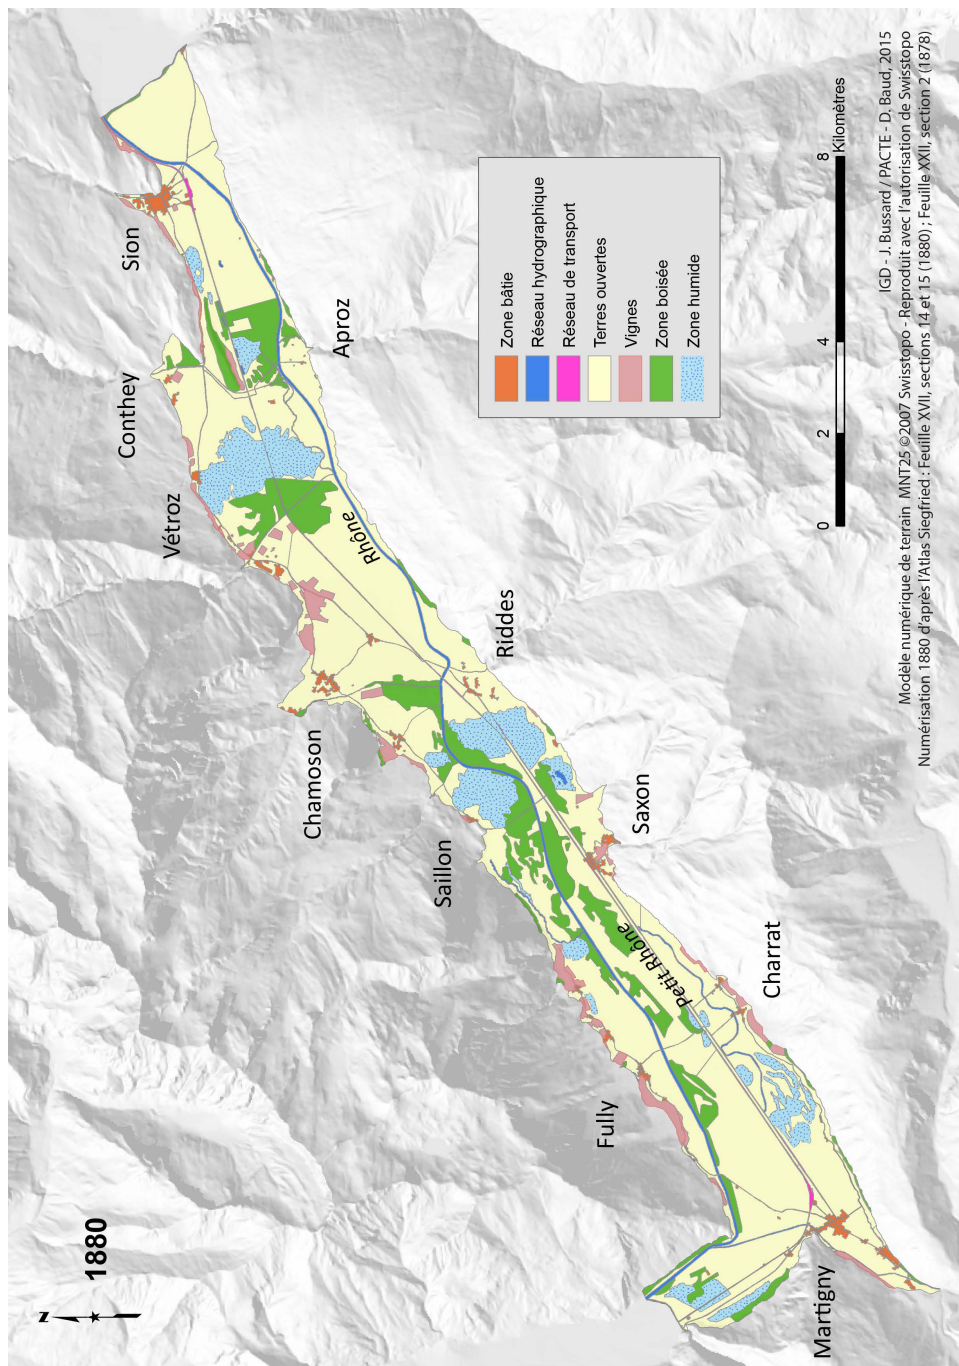 1880
N
Sion
Conthey
Vétroz
Aproz
Rhône
Chamoson
Riddes
Saillon
Saxon
Petit Rhône
Fully
Charrat
Martigny
Zone bâtie
Réseau hydrographique
Réseau de transport
Terres ouvertes
Vignes
Zone boisée
Zone humide
0 2 4 8
Kilomètres
IGD - J. Bussard / PACTE - D. Baud, 2015
Modèle numérique de terrain MNT25 ©2007 Swisstopo - Reproduit avec l'autorisation de Swisstopo
Numérisation 1880 d'après l'Atlas Siegfried : Feuille XVII, sections 14 et 15 (1880) ; Feuille XXII, section 2 (1878)